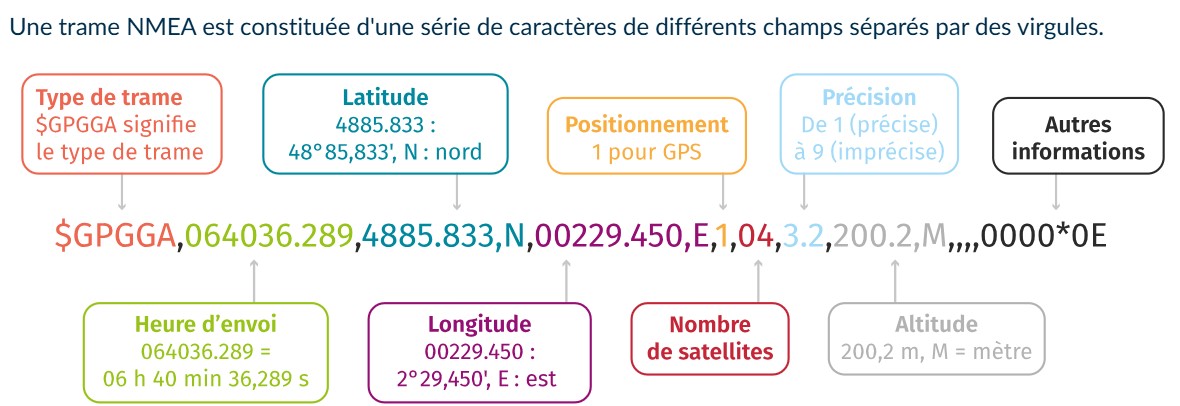 Une trame NMEA est constituée d'une série de caractères de différents champs séparés par des virgules.
Type de trame
$GPGGA signifie
le type de trame
Latitude
4885.833 :
48°85,833', N : nord
Positionnement
1 pour GPS
Précision
De 1 (précise)
à 9 (imprécise)
Autres
informations
$GPGGA,064036.289,4885.833,N,00229.450,E,1,04,3.2,200.2,M,,,,0000*0E
Heure d’envoi
064036.289 =
06 h 40 min 36,289 s
Longitude
00229.450 :
2°29,450', E : est
Nombre
de satellites
Altitude
200,2 m, M = mètre